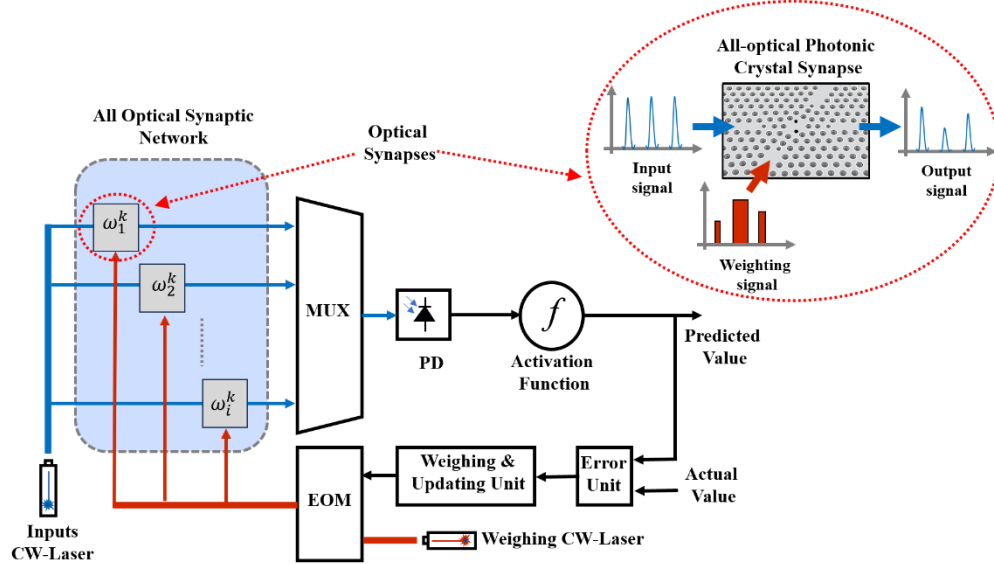 All-optical Photonic
Crystal Synapse
All Optical Synaptic
Network
Optical
Synapses
Input
signal
Output
signal
Weighting
signal
ω₁ᵏ
ω₂ᵏ
ωᵢᵏ
MUX
PD
f
Activation
Function
Predicted
Value
EOM
Weighing &
Updating Unit
Error
Unit
Actual
Value
Inputs
CW-Laser
Weighing CW-Laser